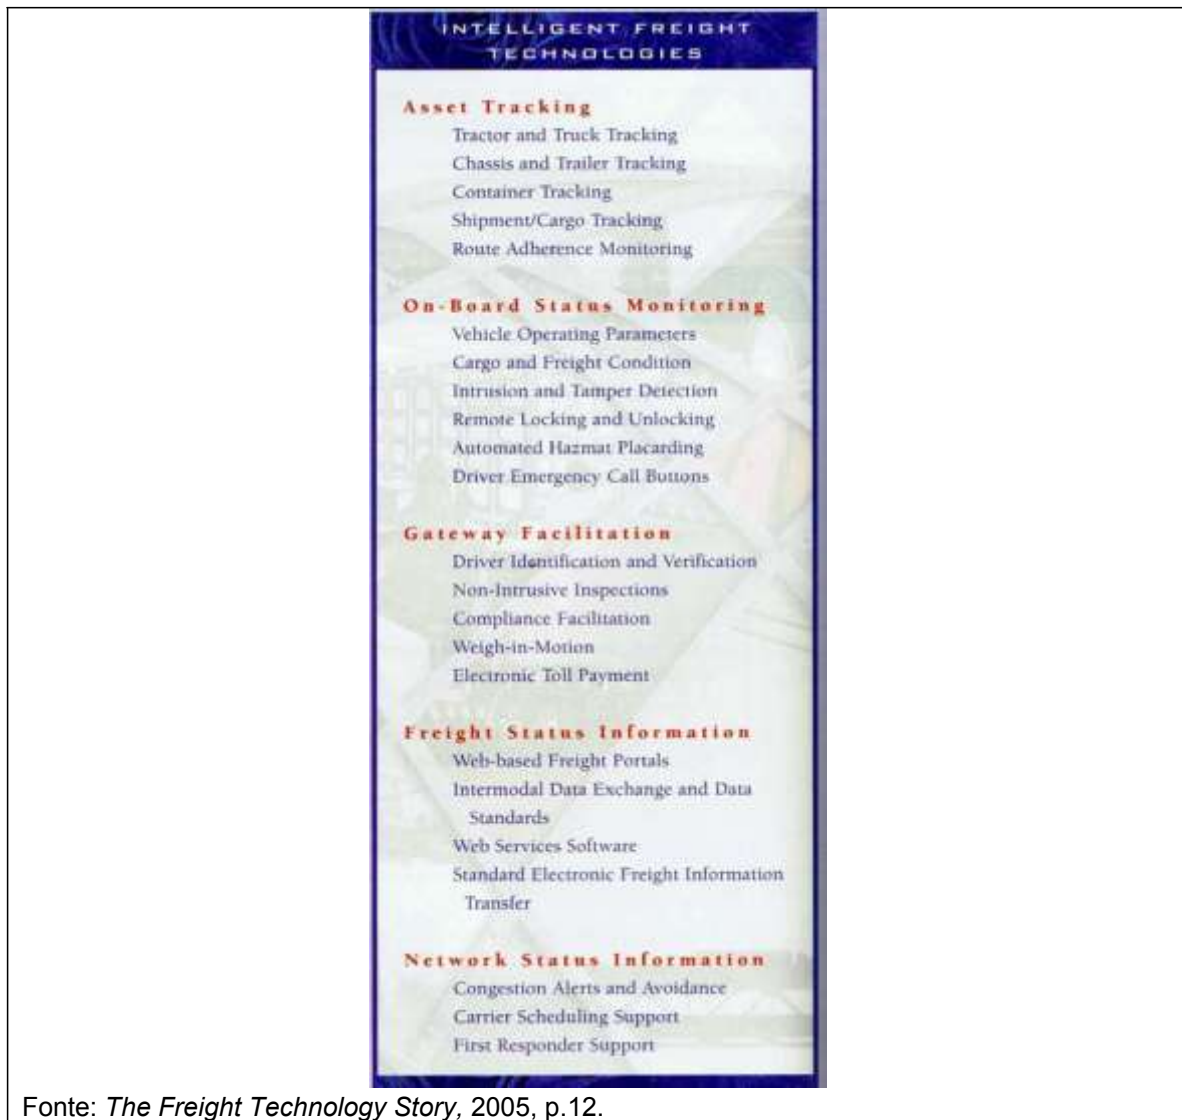 INTELLIGENT FREIGHT
TECHNOLOGIES
Asset Tracking
Tractor and Truck Tracking
Chassis and Trailer Tracking
Container Tracking
Shipment/Cargo Tracking
Route Adherence Monitoring
On-Board Status Monitoring
Vehicle Operating Parameters
Cargo and Freight Condition
Intrusion and Tamper Detection
Remote Locking and Unlocking
Automated Hazmat Placarding
Driver Emergency Call Buttons
Gateway Facilitation
Driver Identification and Verification
Non-Intrusive Inspections
Compliance Facilitation
Weigh-in-Motion
Electronic Toll Payment
Freight Status Information
Web-based Freight Portals
Intermodal Data Exchange and Data
Standards
Web Services Software
Standard Electronic Freight Information
Transfer
Network Status Information
Congestion Alerts and Avoidance
Carrier Scheduling Support
First Responder Support
Fonte: The Freight Technology Story, 2005, p.12.